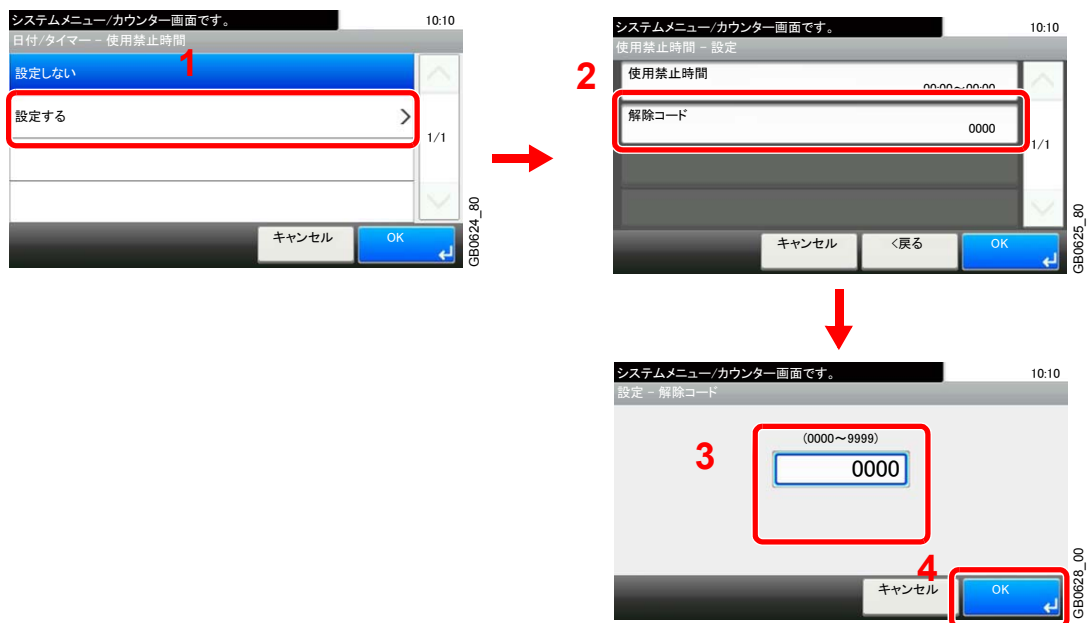 システムメニュー/カウンター画面です。
10:10
日付/タイマー - 使用禁止時間
1
設定しない
設定する
1/1
キャンセル
OK
GB0624_80
システムメニュー/カウンター画面です。
10:10
使用禁止時間 - 設定
2
使用禁止時間
00:00～00:00
解除コード
0000
1/1
キャンセル
<戻る
OK
GB0625_80
システムメニュー/カウンター画面です。
10:10
設定 - 解除コード
3
(0000～9999)
0000
4
キャンセル
OK
GB0628_00